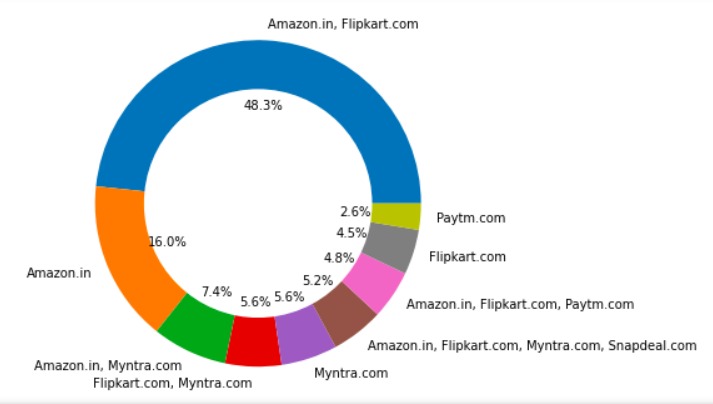 Amazon.in, Flipkart.com
48.3%
2.6%
Paytm.com
4.5%
16.0%
Flipkart.com
4.8%
Amazon.in
5.2%
7.4%
5.6%
5.6%
Amazon.in, Flipkart.com, Paytm.com
Amazon.in, Flipkart.com, Myntra.com, Snapdeal.com
Amazon.in, Myntra.com
Myntra.com
Flipkart.com, Myntra.com